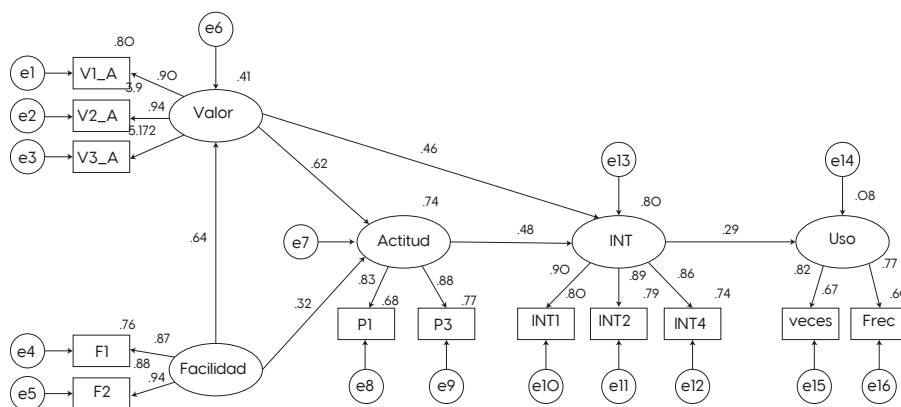 e6
.80
e1
V1_A
.90
.41
3.9
e2
V2_A
.94
Valor
5.172
e3
V3_A
.46
e13
e14
.62
.74
.80
.08
e7
Actitud
.48
INT
.29
Uso
.64
.83
.88
.90
.89
.86
.82
.77
.32
.68
.77
.80
.79
.74
.67
P1
P3
INT1
INT2
INT4
veces
Frec
.76
e4
F1
.87
.88
Facilidad
e5
F2
.94
e8
e9
e10
e11
e12
e15
e16